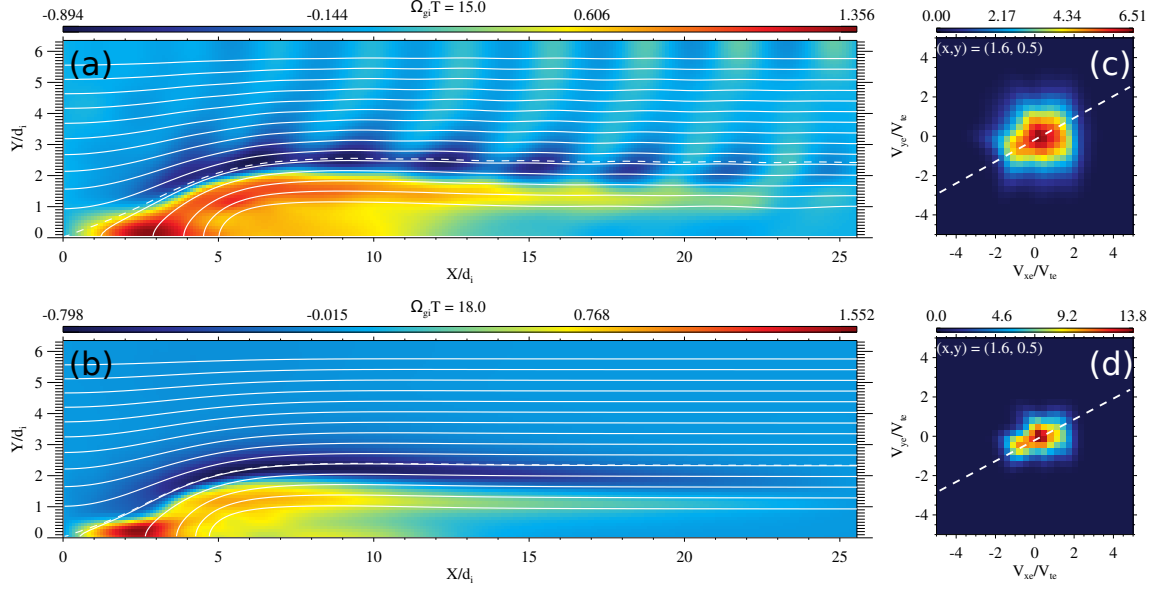 -0.894 -0.144 Ω_giT = 15.0 0.606 1.356
(a)
6
5
4
3
2
1
0
Y/d_i
0 5 10 15 20 25
X/d_i
0.00 2.17 4.34 6.51
(x,y) = (1.6, 0.5)
(c)
4
2
0
-2
-4
V_ye/V_te
-4 -2 0 2 4
V_xe/V_te
-0.798 -0.015 Ω_giT = 18.0 0.768 1.552
(b)
6
5
4
3
2
1
0
Y/d_i
0 5 10 15 20 25
X/d_i
0.0 4.6 9.2 13.8
(x,y) = (1.6, 0.5)
(d)
4
2
0
-2
-4
V_ye/V_te
-4 -2 0 2 4
V_xe/V_te